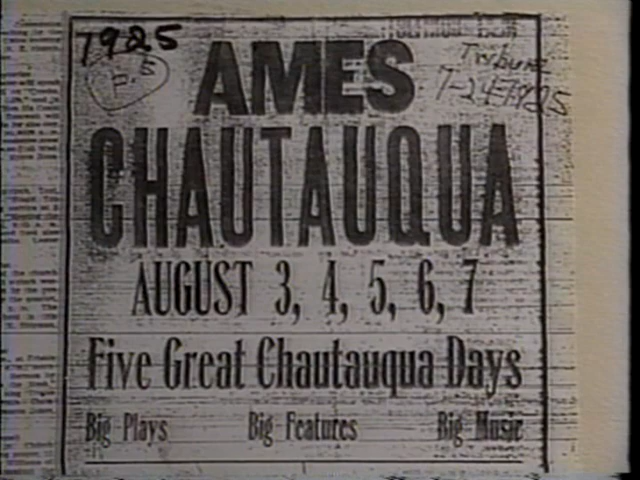 1925
P.5
Tribune
7-24-1925
AMES
CHAUTAUQUA
AUGUST 3, 4, 5, 6, 7
Five Great Chautauqua Days
Big Plays Big Features Big Music